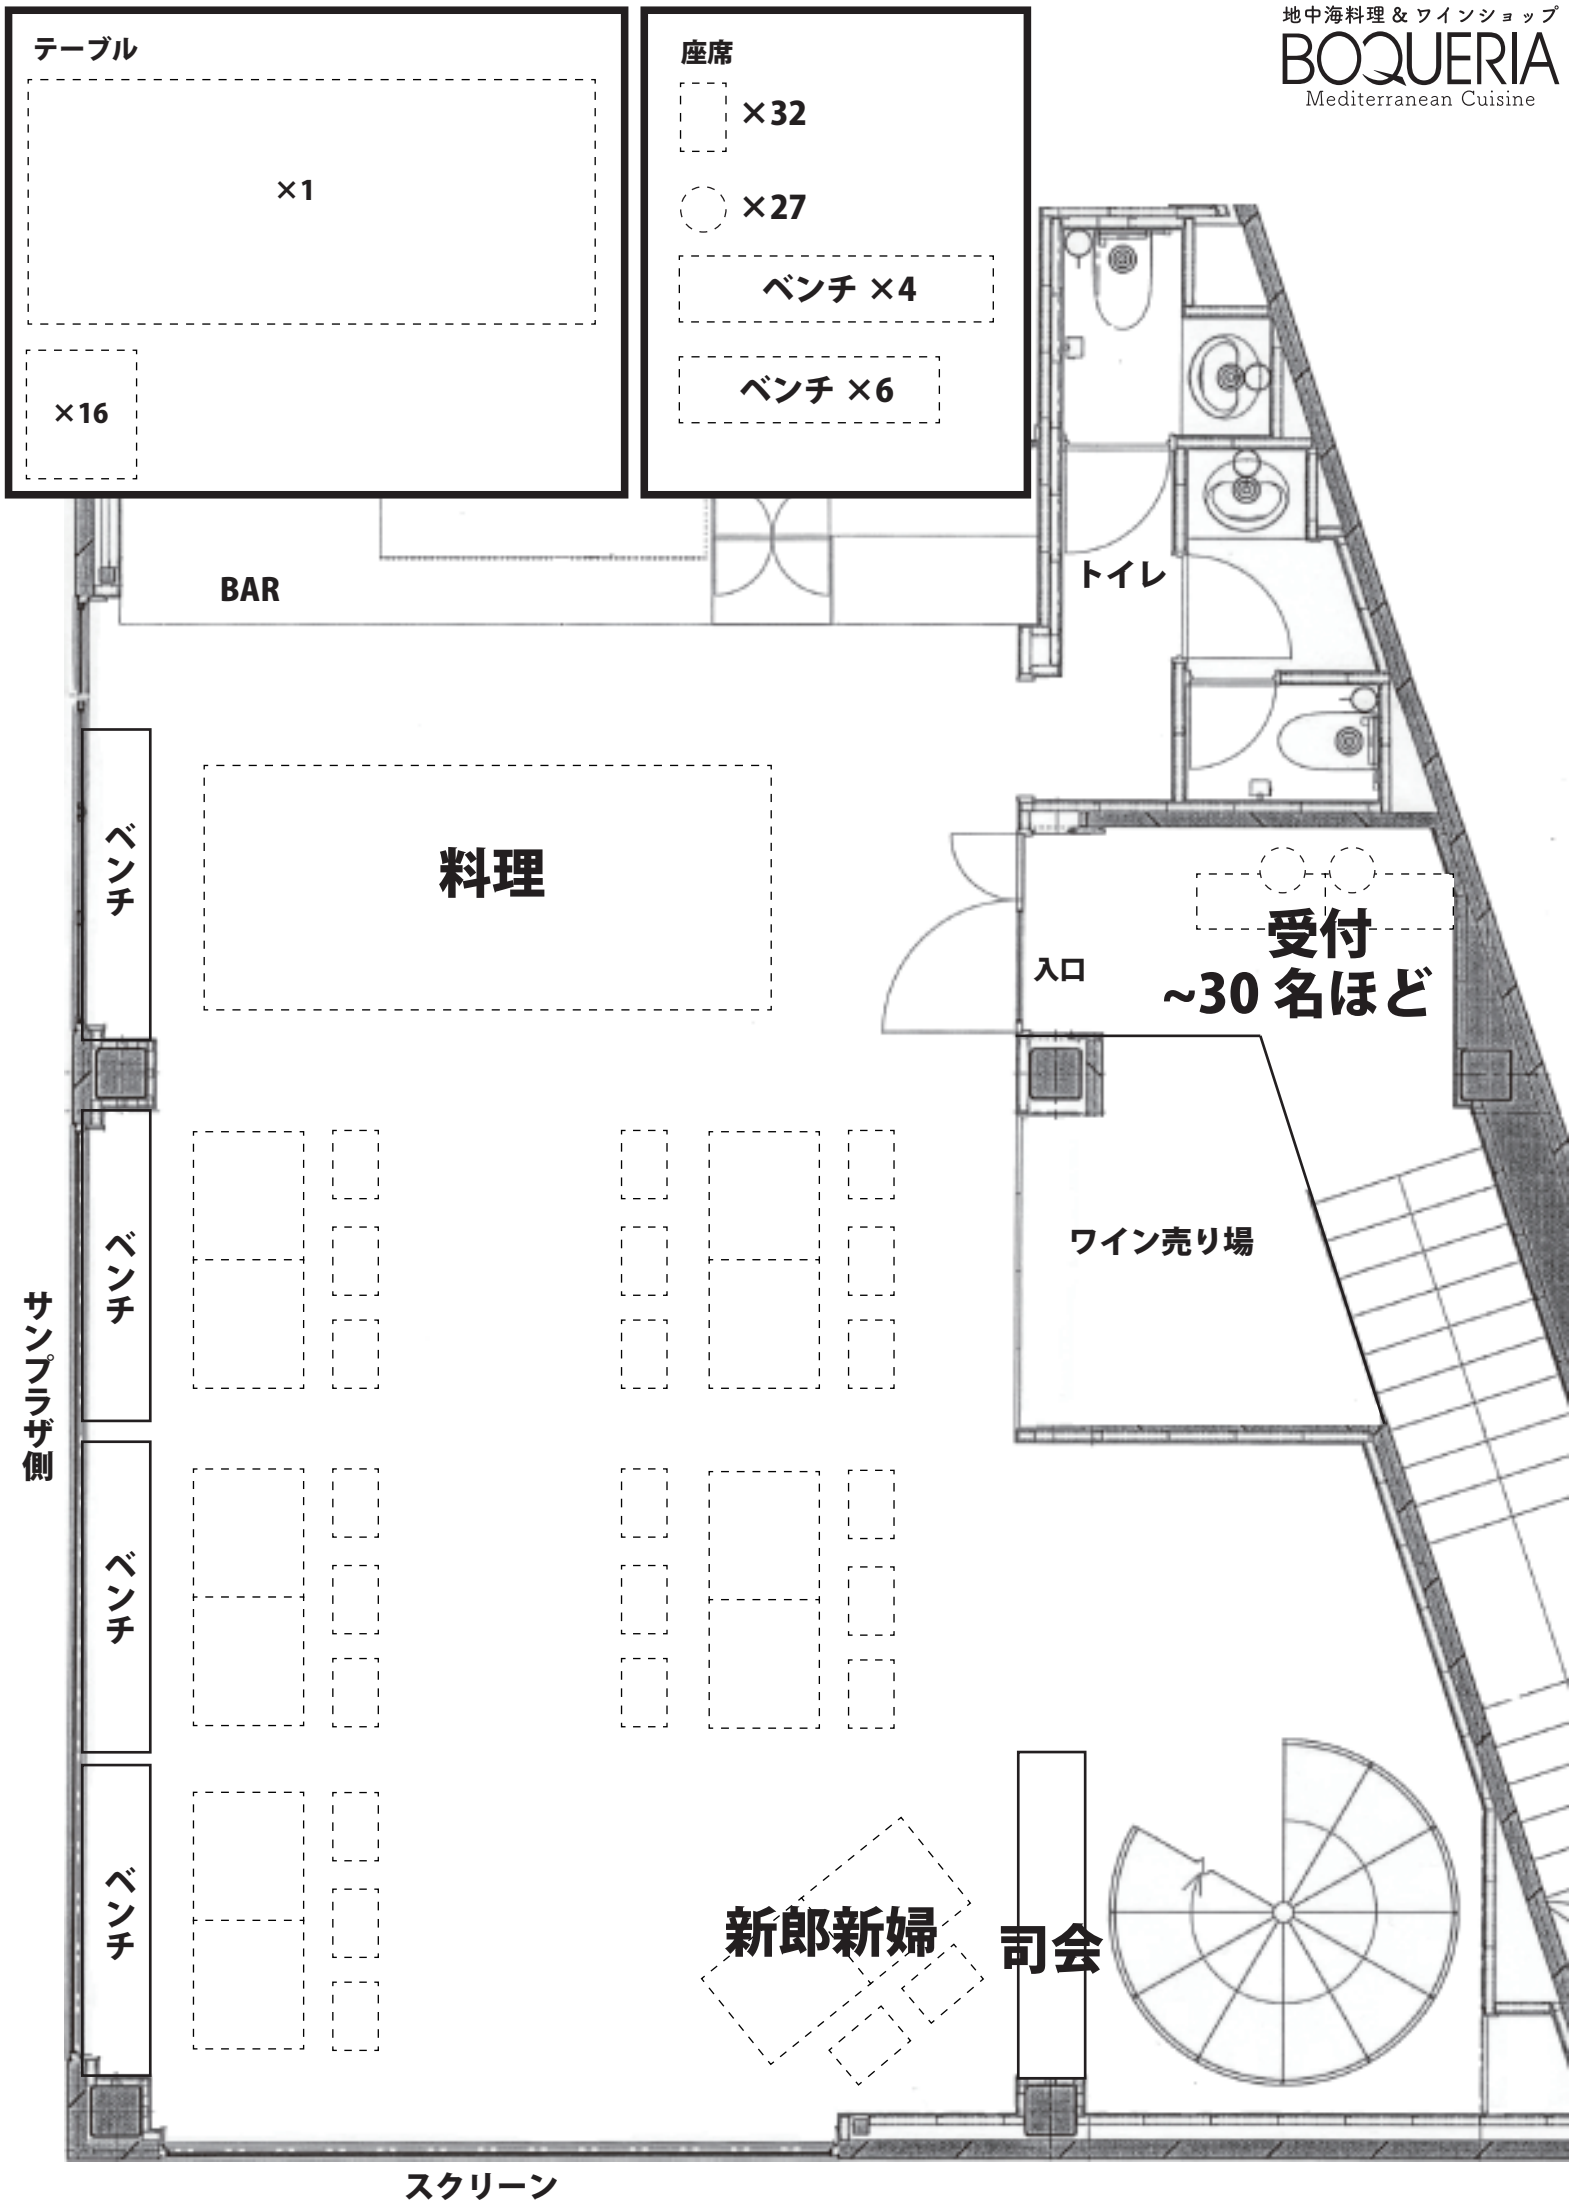 地中海料理 & ワインショップ
BOQUERIA
Mediterranean Cuisine
テーブル
×1
×16
座席
×32
×27
ベンチ ×4
ベンチ ×6
BAR
トイレ
ベンチ
料理
入口
受付
~30 名ほど
ベンチ
ワイン売り場
サンプラザ側
ベンチ
ベンチ
新郎新婦
司会
スクリーン